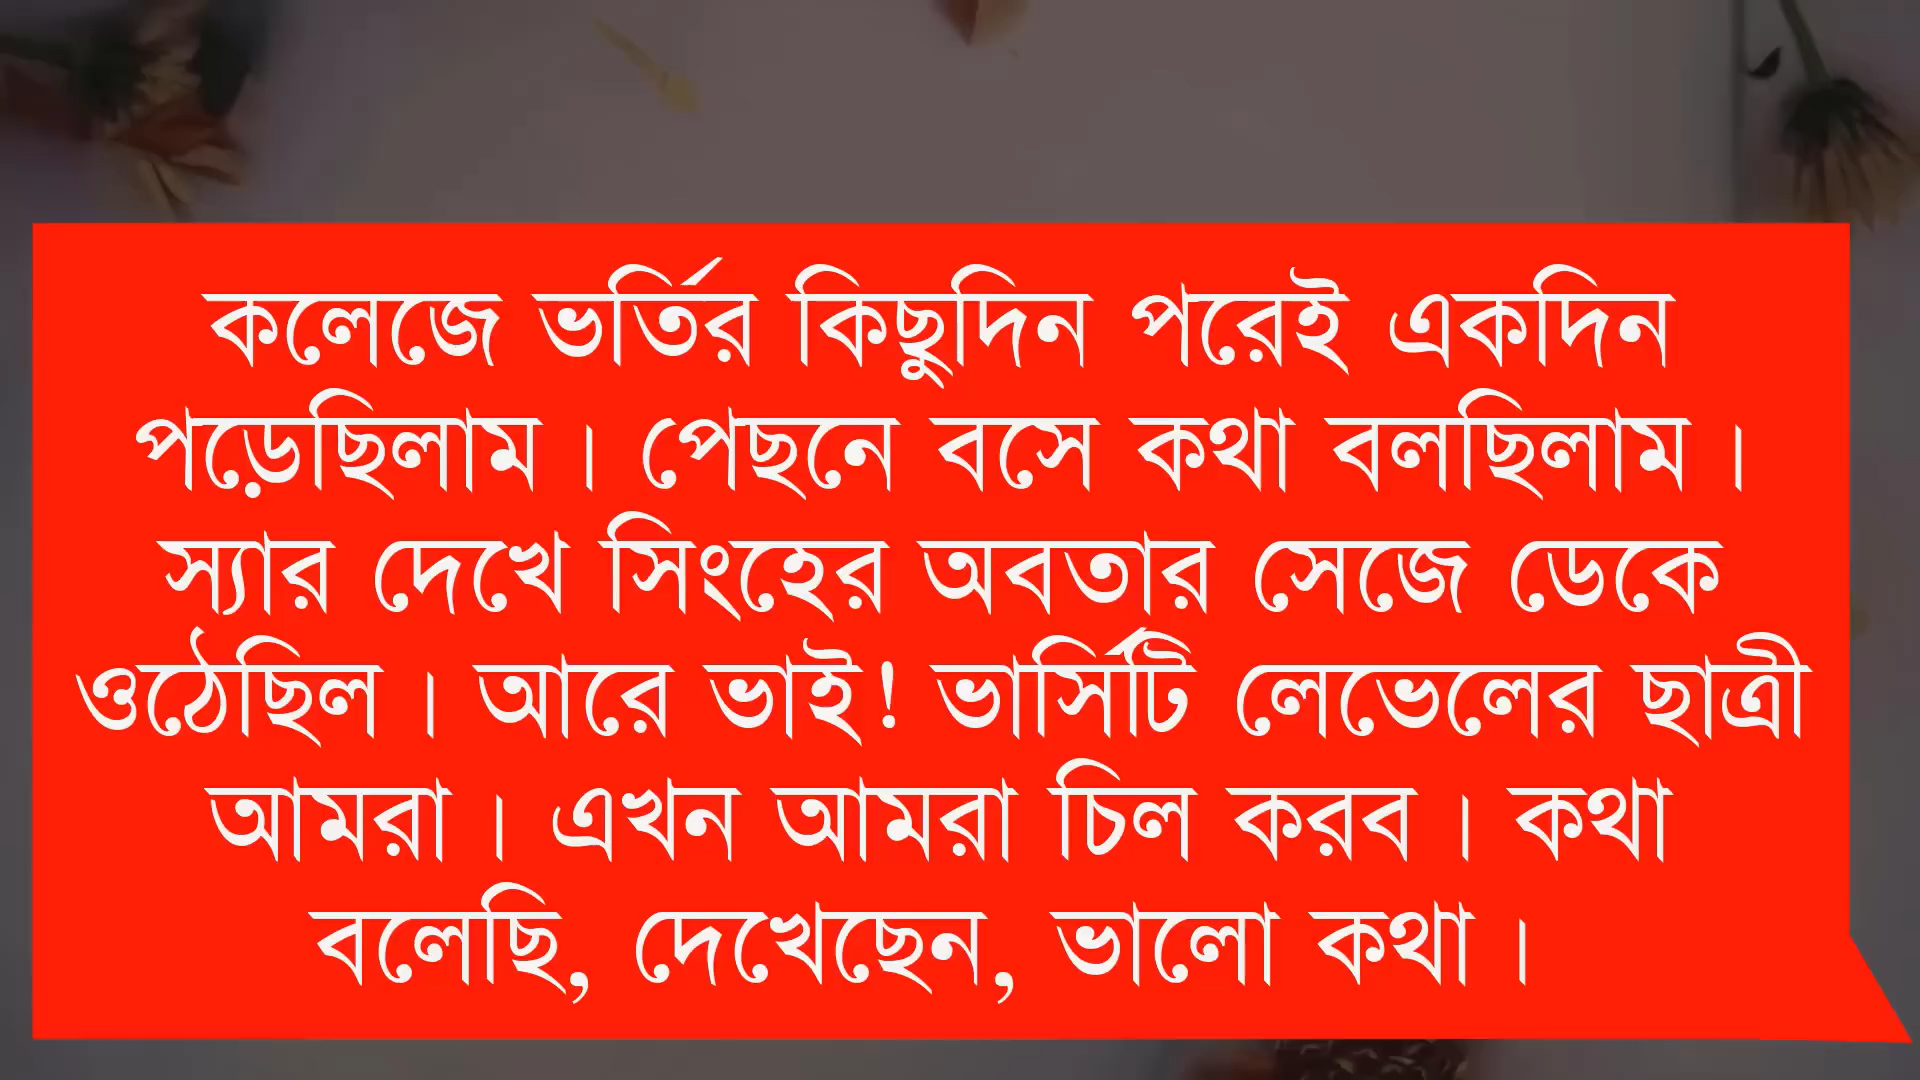 কলেজে ভর্তির কিছুদিন পরেই একদিন
পড়েছিলাম। পেছনে বসে কথা বলছিলাম।
স্যার দেখে সিংহের অবতার সেজে ডেকে
ওঠেছিল। আরে ভাই! ভার্সিটি লেভেলের ছাত্রী
আমরা। এখন আমরা চিল করব। কথা
বলেছি, দেখেছেন, ভালো কথা।